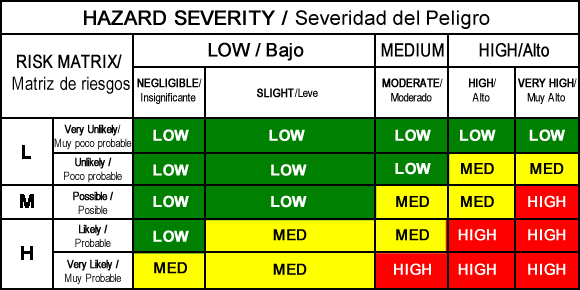 HAZARD SEVERITY / Severidad del Peligro
RISK MATRIX/
Matriz de riesgos
LOW / Bajo
MEDIUM
HIGH/Alto
NEGLIGIBLE/
Insignificante
SLIGHT/Leve
MODERATE/
Moderado
HIGH/
Alto
VERY HIGH/
Muy Alto
L
Very Unlikely/
Muy poco probable
LOW LOW LOW LOW LOW
Unlikely /
Poco probable
LOW LOW LOW MED MED
M
Possible /
Posible
LOW LOW MED MED HIGH
H
Likely /
Probable
LOW MED MED HIGH HIGH
Very Likely /
Muy Probable
MED MED HIGH HIGH HIGH